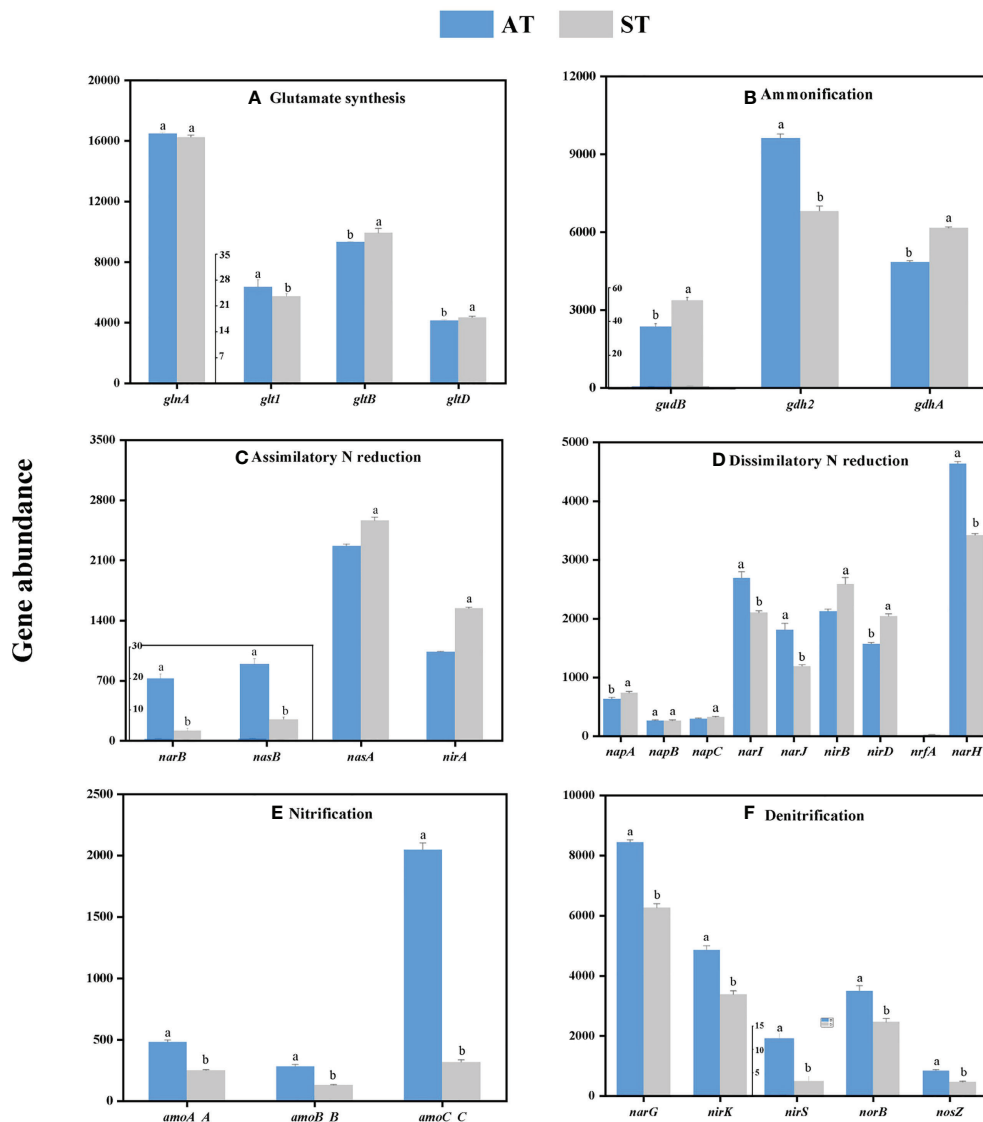 AT ST
Gene abundance
A Glutamate synthesis
20000
16000
12000
8000
4000
0
35
28
21
14
7
a a
a b
b a
b a
glnA glt1 gltB gltD
B Ammonification
12000
9000
6000
3000
0
60
40
20
b a
a b
b a
gudB gdh2 gdhA
C Assimilatory N reduction
3500
2800
2100
1400
700
0
30
20
10
a b
a b
a
a
narB nasB nasA nirA
D Dissimilatory N reduction
5000
4000
3000
2000
1000
0
b a
a a
a
a b
a b
a
b a
a b
napA napB napC narI narJ nirB nirD nrfA narH
E Nitrification
2500
2000
1500
1000
500
0
a b
a b
a b
amoA_A amoB_B amoC_C
F Denitrification
10000
8000
6000
4000
2000
0
15
10
5
a b
a b
a b
a b
a b
narG nirK nirS norB nosZ